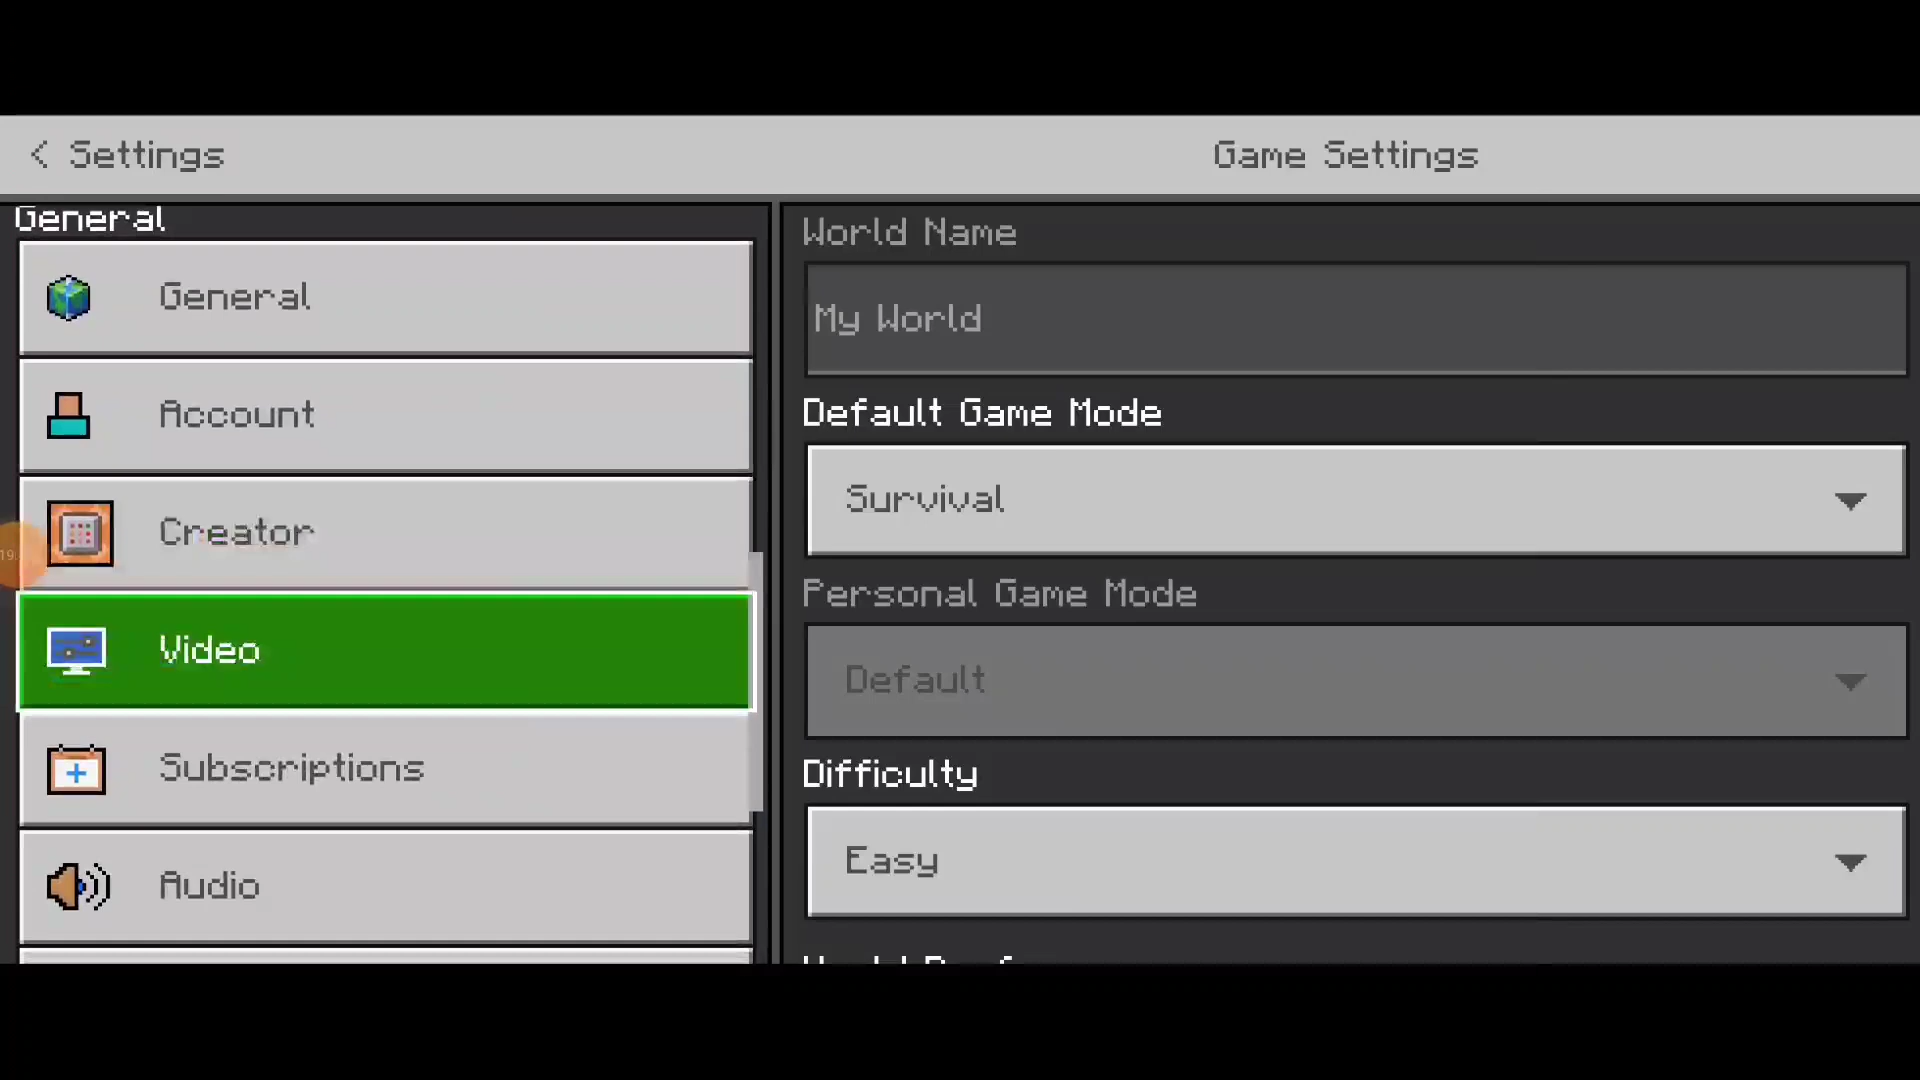 < Settings
Game Settings
General
General
Account
Creator
Video
Subscriptions
Audio
World Name
My World
Default Game Mode
Survival
Personal Game Mode
Default
Difficulty
Easy